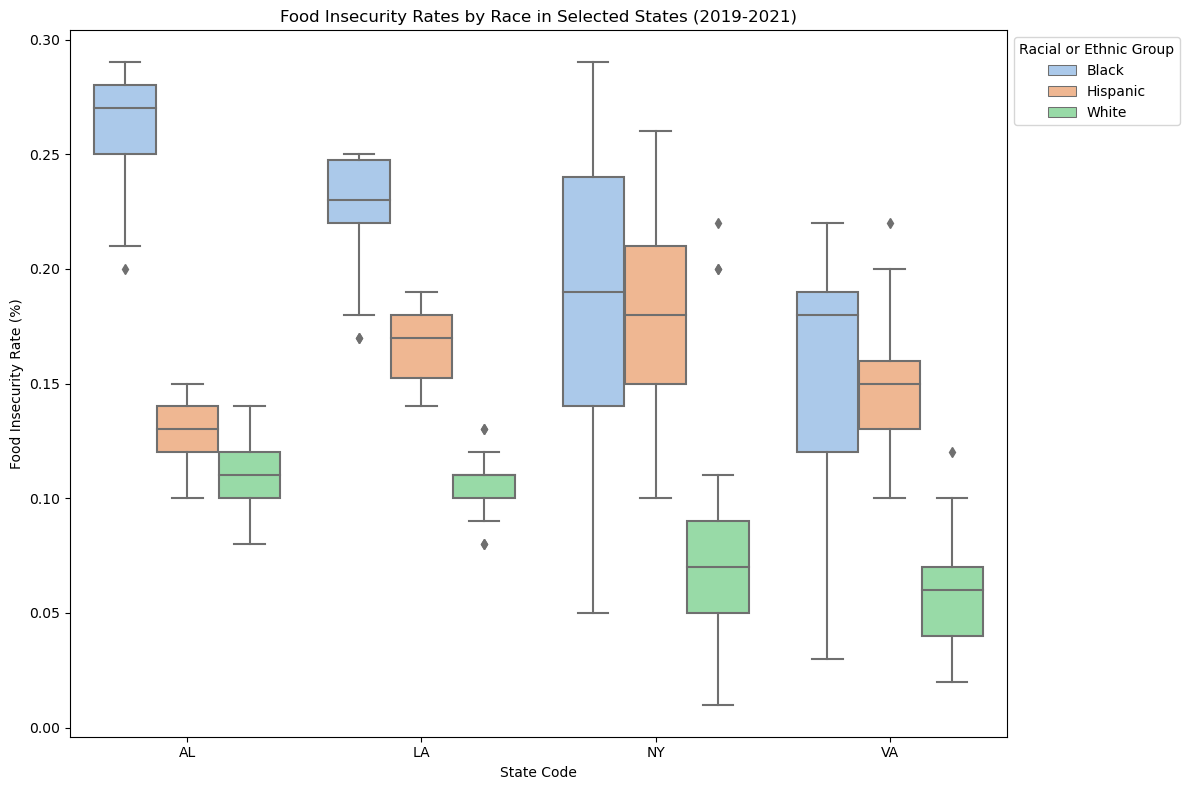 Food Insecurity Rates by Race in Selected States (2019-2021)
Racial or Ethnic Group
Black
Hispanic
White
Food Insecurity Rate (%)
0.30
0.25
0.20
0.15
0.10
0.05
0.00
AL
LA
NY
VA
State Code